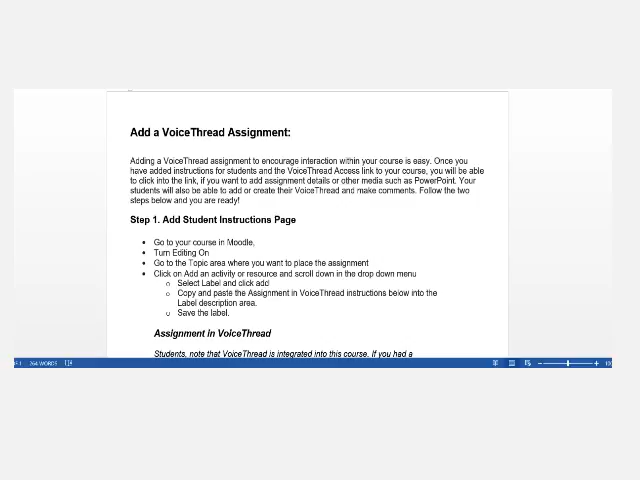 Add a VoiceThread Assignment:
Adding a VoiceThread assignment to encourage interaction within your course is easy. Once you
have added instructions for students and the VoiceThread Access link to your course, you will be able
to click into the link, if you want to add assignment details or other media such as PowerPoint. Your
students will also be able to add or create their VoiceThread and make comments. Follow the two
steps below and you are ready!
Step 1. Add Student Instructions Page
• Go to your course in Moodle,
• Turn Editing On
• Go to the Topic area where you want to place the assignment
• Click on Add an activity or resource and scroll down in the drop down menu
o Select Label and click add
o Copy and paste the Assignment in VoiceThread instructions below into the
Label description area.
o Save the label.
Assignment in VoiceThread
Students, note that VoiceThread is integrated into this course. If you had a
264 WORDS